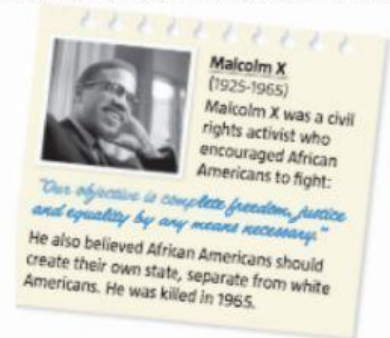 Malcolm X
(1925-1965)
Malcolm X was a civil
rights activist who
encouraged African
Americans to fight:
"Our objective is complete freedom, justice
and equality by any means necessary."
He also believed African Americans should
create their own state, separate from white
Americans. He was killed in 1965.